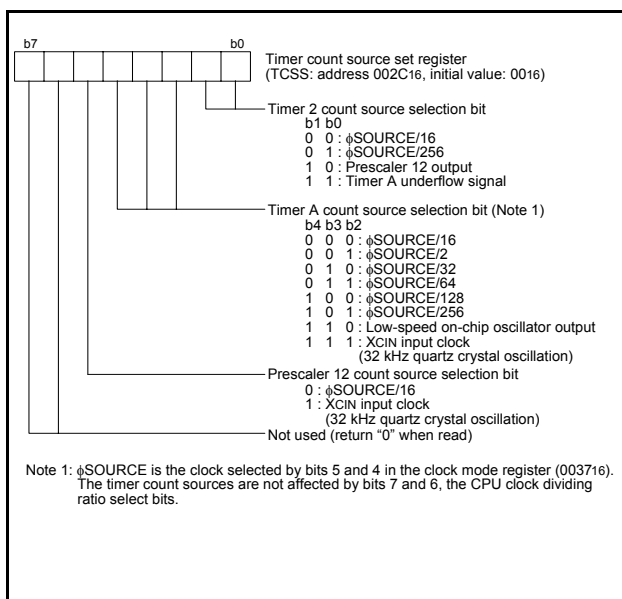 b7 b0
Timer count source set register
(TCSS: address 002C16, initial value: 0016)
Timer 2 count source selection bit
b1 b0
0 0 : ϕSOURCE/16
0 1 : ϕSOURCE/256
1 0 : Prescaler 12 output
1 1 : Timer A underflow signal
Timer A count source selection bit (Note 1)
b4 b3 b2
0 0 0 : ϕSOURCE/16
0 0 1 : ϕSOURCE/2
0 1 0 : ϕSOURCE/32
0 1 1 : ϕSOURCE/64
1 0 0 : ϕSOURCE/128
1 0 1 : ϕSOURCE/256
1 1 0 : Low-speed on-chip oscillator output
1 1 1 : XCIN input clock
(32 kHz quartz crystal oscillation)
Prescaler 12 count source selection bit
0 : ϕSOURCE/16
1 : XCIN input clock
(32 kHz quartz crystal oscillation)
Not used (return “0” when read)
Note 1: ϕSOURCE is the clock selected by bits 5 and 4 in the clock mode register (003716).
The timer count sources are not affected by bits 7 and 6, the CPU clock dividing
ratio select bits.